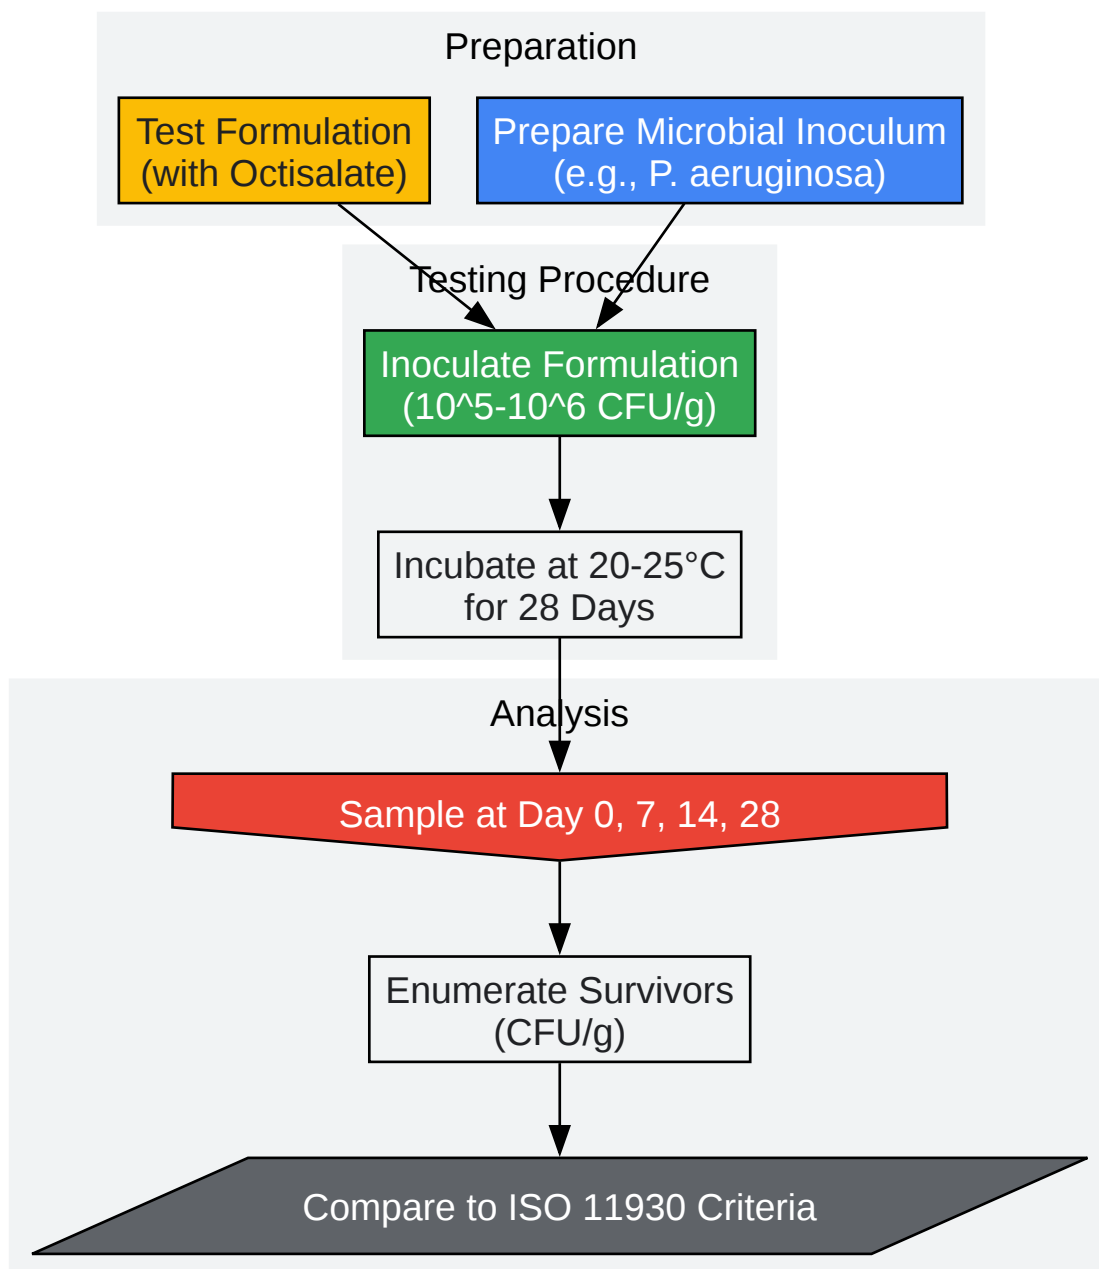 Preparation
Test Formulation
(with Octisalate)
Prepare Microbial Inoculum
(e.g., P. aeruginosa)
Testing Procedure
Inoculate Formulation
(10^5-10^6 CFU/g)
Incubate at 20-25°C
for 28 Days
Analysis
Sample at Day 0, 7, 14, 28
Enumerate Survivors
(CFU/g)
Compare to ISO 11930 Criteria